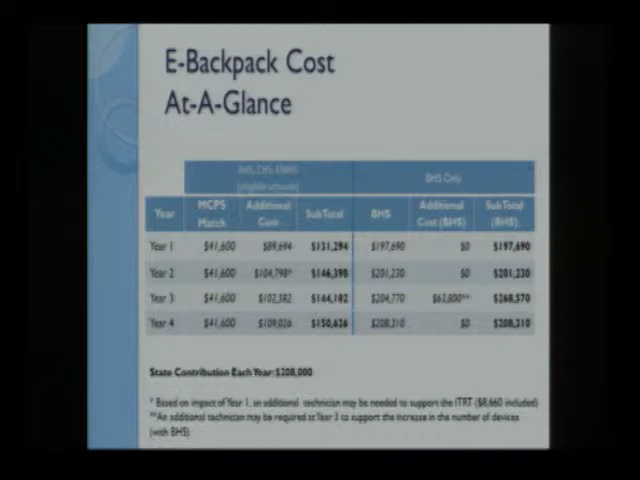 E-Backpack Cost
At-A-Glance
AHS, CHS, EMHS
(eligible schools)
BHS Only
Year MCPS Match Additional Cost SubTotal BHS Additional Cost (BHS) SubTotal (BHS)
Year 1 $41,600 $89,694 $131,294 $197,690 $0 $197,690
Year 2 $41,600 $104,798* $146,398 $201,230 $0 $201,230
Year 3 $41,600 $102,582 $144,182 $204,770 $63,800** $268,570
Year 4 $41,600 $109,026 $150,626 $208,310 $0 $208,310
State Contribution Each Year: $208,000
* Based on impact of Year 1, an additional technician may be needed to support the ITRT ($8,660 included)
**An additional technician may be required at Year 3 to support the increase in the number of devices
(with BHS)